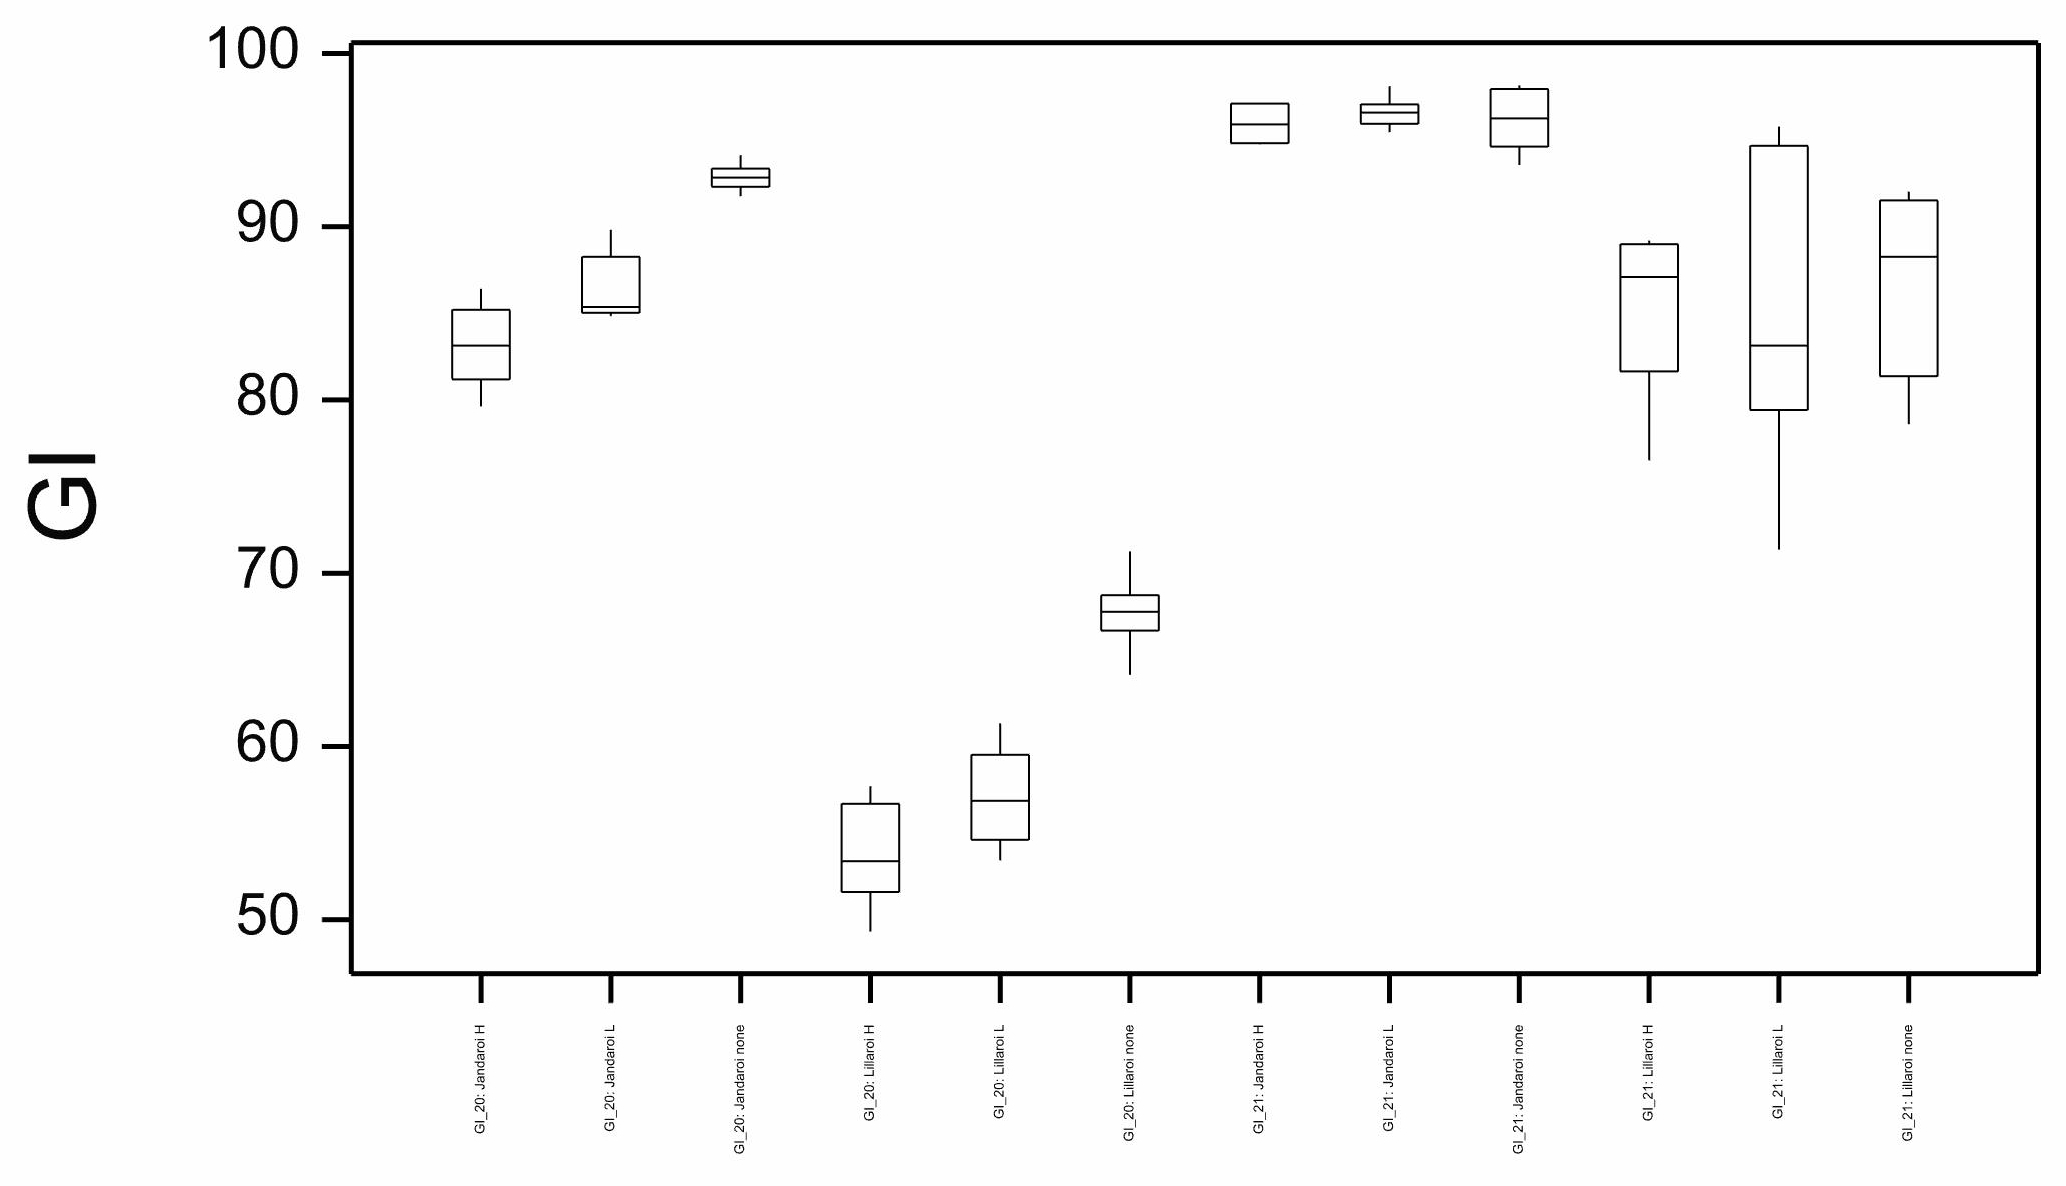 GI
100
90
80
70
60
50
GI_20: Jandaroi H
GI_20: Jandaroi L
GI_20: Jandaroi none
GI_20: Lillaroi H
GI_20: Lillaroi L
GI_20: Lillaroi none
GI_21: Jandaroi H
GI_21: Jandaroi L
GI_21: Jandaroi none
GI_21: Lillaroi H
GI_21: Lillaroi L
GI_21: Lillaroi none